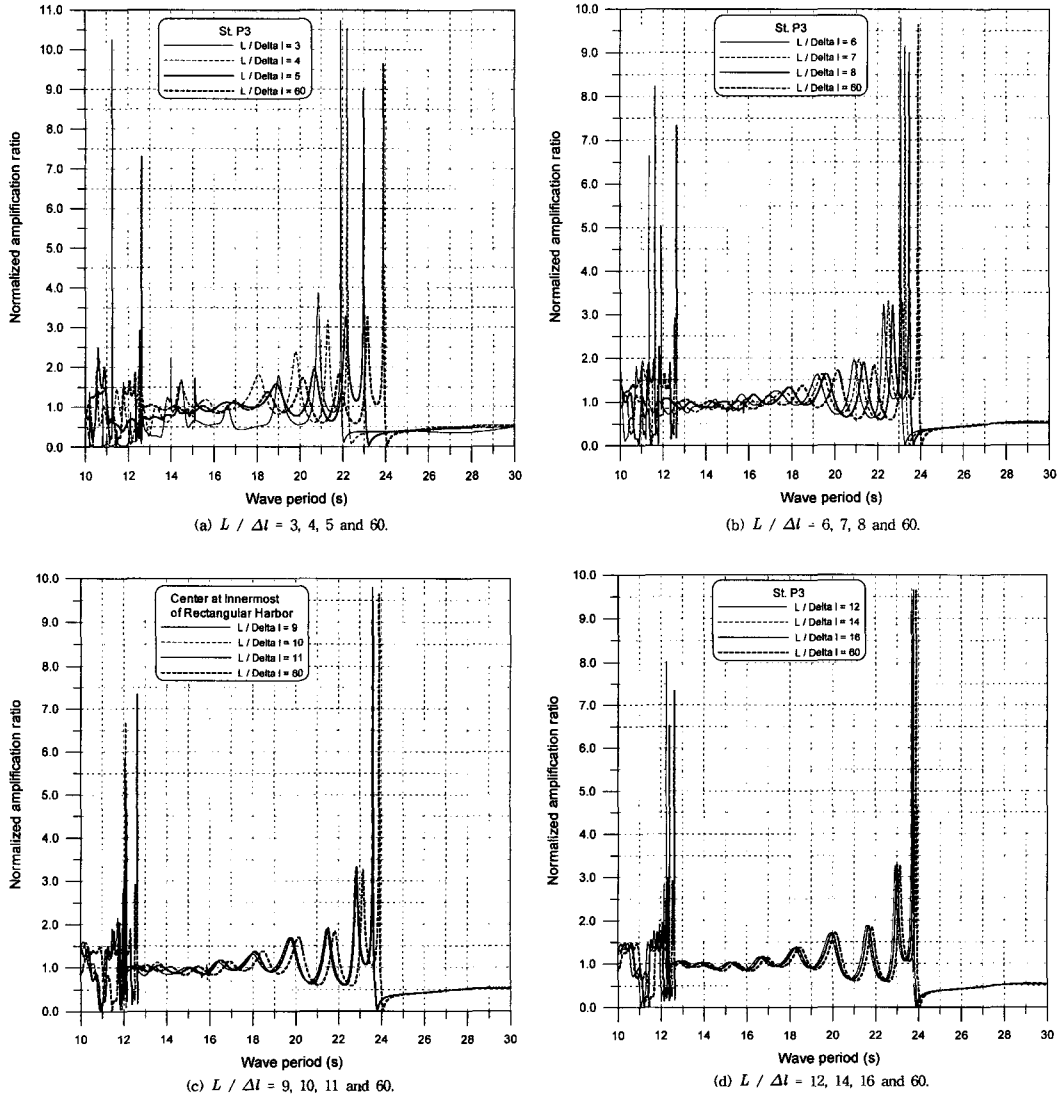 St. P3
L / Delta l = 3
L / Delta l = 4
L / Delta l = 5
L / Delta l = 60
Normalized amplification ratio
11.0
10.0
9.0
8.0
7.0
6.0
5.0
4.0
3.0
2.0
1.0
0.0
10 12 14 16 18 20 22 24 26 28 30
Wave period (s)
(a) L / Δl = 3, 4, 5 and 60.
St. P3
L / Delta l = 6
L / Delta l = 7
L / Delta l = 8
L / Delta l = 60
Normalized amplification ratio
10.0
9.0
8.0
7.0
6.0
5.0
4.0
3.0
2.0
1.0
0.0
10 12 14 16 18 20 22 24 26 28 30
Wave period (s)
(b) L / Δl = 6, 7, 8 and 60.
Center at Innermost
of Rectangular Harbor
L / Delta l = 9
L / Delta l = 10
L / Delta l = 11
L / Delta l = 60
Normalized amplification ratio
10.0
9.0
8.0
7.0
6.0
5.0
4.0
3.0
2.0
1.0
0.0
10 12 14 16 18 20 22 24 26 28 30
Wave period (s)
(c) L / Δl = 9, 10, 11 and 60.
St. P3
L / Delta l = 12
L / Delta l = 14
L / Delta l = 16
L / Delta l = 60
Normalized amplification ratio
10.0
9.0
8.0
7.0
6.0
5.0
4.0
3.0
2.0
1.0
0.0
10 12 14 16 18 20 22 24 26 28 30
Wave period (s)
(d) L / Δl = 12, 14, 16 and 60.